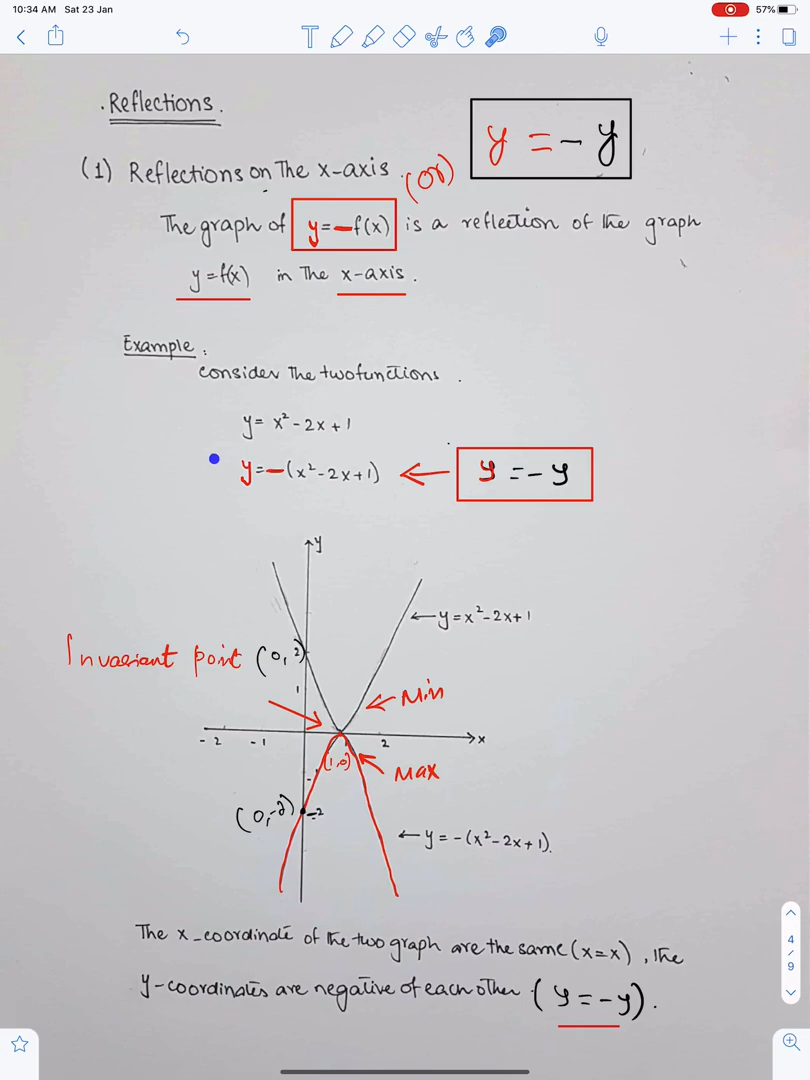 10:34 AM Sat 23 Jan
57%
T
. Reflections .
y = - y
(1) Reflections on The x-axis . (or)
The graph of y=-f(x) is a reflection of the graph
y=f(x) in The x-axis .
Example :
consider The two functions .
y= x²-2x+1
y=-(x²-2x+1) y = - y
y
y=x²-2x+1
Invariant point (0, 2)
1
Min
-2 -1 1 2 x
(1,0)
Max
-1
(0,-2) -2
y=-(x²-2x+1).
The x-coordinate of the two graph are the same (x=x) , the
y-coordinates are negative of each other (y = -y) .
4
/
9